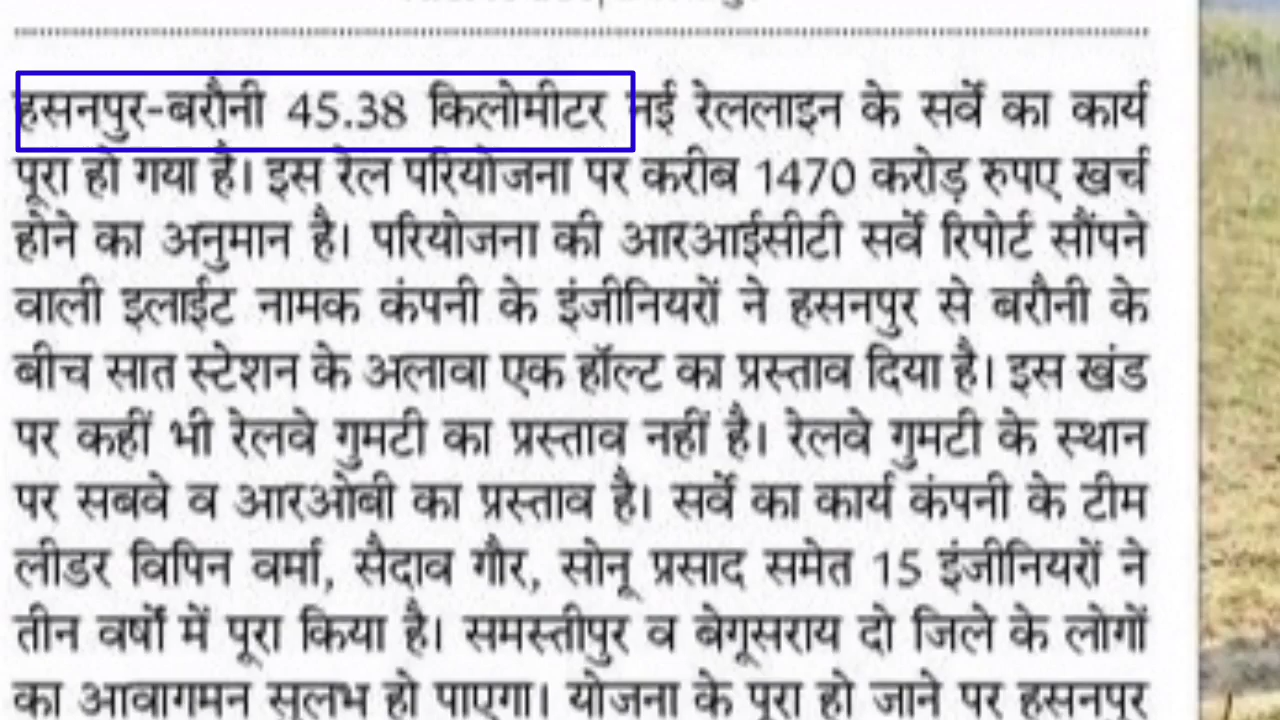 हसनपुर-बरौनी 45.38 किलोमीटर नई रेललाइन के सर्वे का कार्य
पूरा हो गया है। इस रेल परियोजना पर करीब 1470 करोड़ रुपए खर्च
होने का अनुमान है। परियोजना की आरआईसीटी सर्वे रिपोर्ट सौंपने
वाली इलाईट नामक कंपनी के इंजीनियरों ने हसनपुर से बरौनी के
बीच सात स्टेशन के अलावा एक हॉल्ट का प्रस्ताव दिया है। इस खंड
पर कहीं भी रेलवे गुमटी का प्रस्ताव नहीं है। रेलवे गुमटी के स्थान
पर सबवे व आरओबी का प्रस्ताव है। सर्वे का कार्य कंपनी के टीम
लीडर विपिन वर्मा, सैदाव गौर, सोनू प्रसाद समेत 15 इंजीनियरों ने
तीन वर्षों में पूरा किया है। समस्तीपुर व बेगूसराय दो जिले के लोगों
का आवागमन सुलभ हो पाएगा। योजना के पूरा हो जाने पर हसनपुर